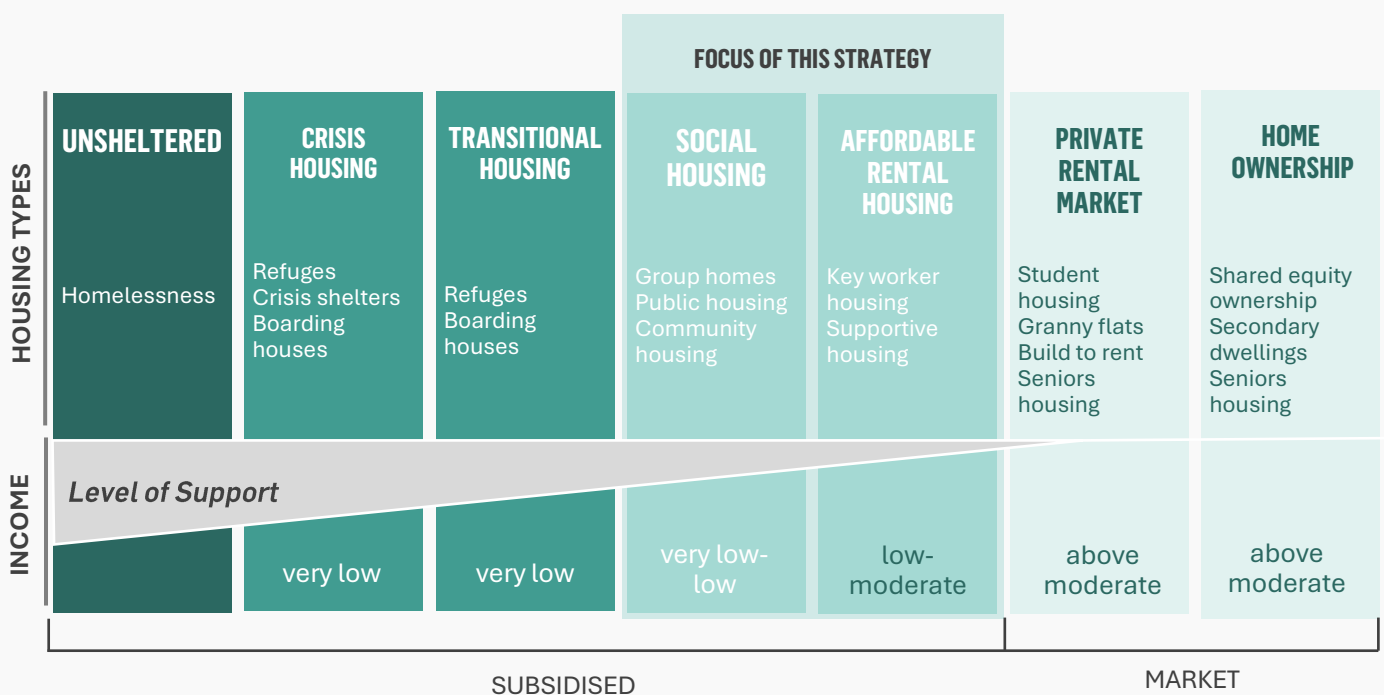 FOCUS OF THIS STRATEGY
HOUSING TYPES
UNSHELTERED
Homelessness
CRISIS
HOUSING
Refuges
Crisis shelters
Boarding
houses
TRANSITIONAL
HOUSING
Refuges
Boarding
houses
SOCIAL
HOUSING
Group homes
Public housing
Community
housing
AFFORDABLE
RENTAL
HOUSING
Key worker
housing
Supportive
housing
PRIVATE
RENTAL
MARKET
Student
housing
Granny flats
Build to rent
Seniors
housing
HOME
OWNERSHIP
Shared equity
ownership
Secondary
dwellings
Seniors
housing
INCOME
Level of Support
very low
very low
very low-
low
low-
moderate
above
moderate
above
moderate
SUBSIDISED
MARKET